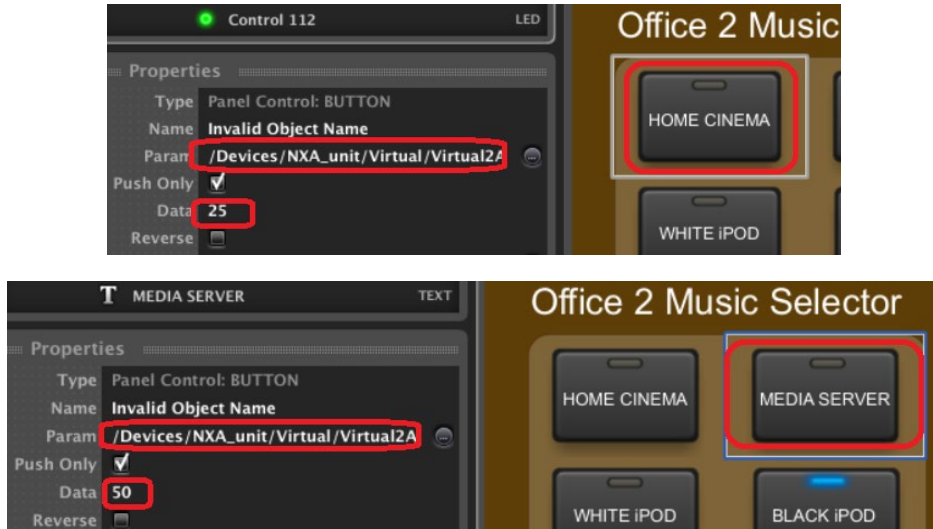 Control 112 LED
Office 2 Music
Properties
Type Panel Control: BUTTON
Name Invalid Object Name
Param /Devices/NXA_unit/Virtual/Virtual2A
Push Only
Data 25
Reverse
HOME CINEMA
WHITE iPOD
T MEDIA SERVER TEXT
Office 2 Music Selector
Properties
Type Panel Control: BUTTON
Name Invalid Object Name
Param /Devices/NXA_unit/Virtual/Virtual2A
Push Only
Data 50
Reverse
HOME CINEMA MEDIA SERVER
WHITE iPOD BLACK iPOD